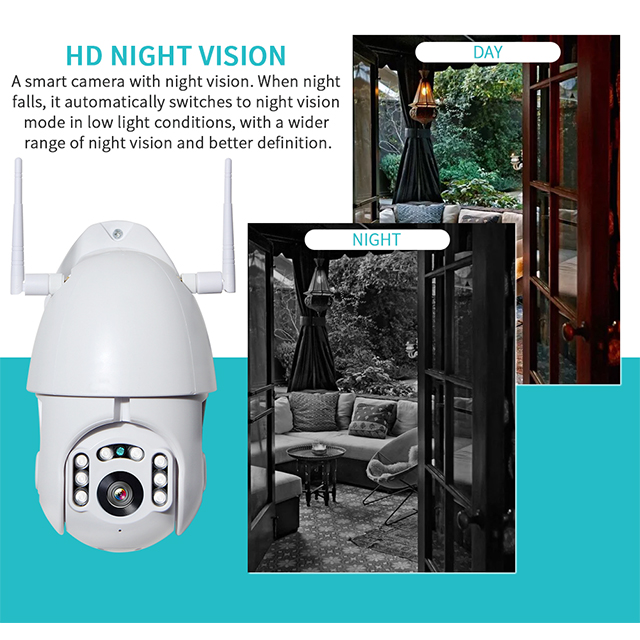 HD NIGHT VISION
A smart camera with night vision. When night
falls, it automatically switches to night vision
mode in low light conditions, with a wider
range of night vision and better definition.
DAY
NIGHT